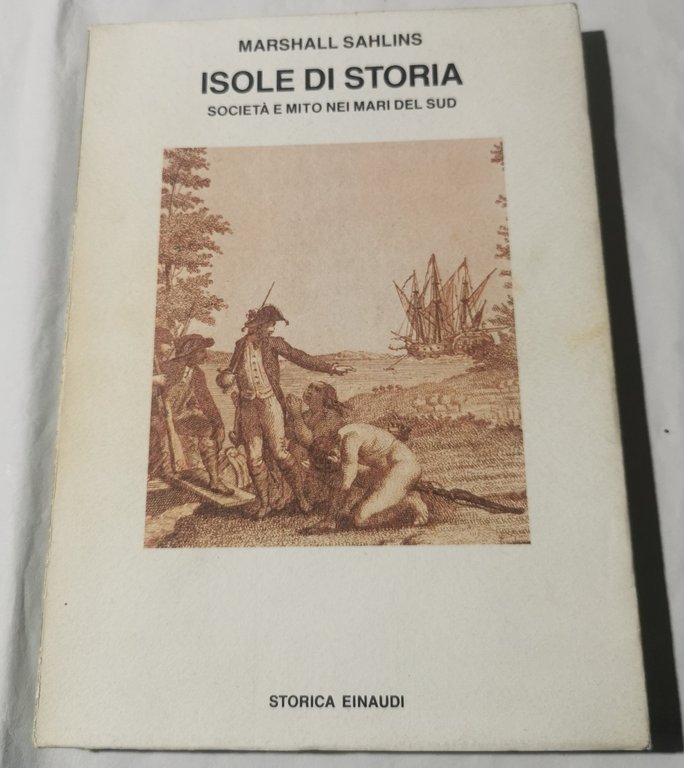 MARSHALL SAHLINS
ISOLE DI STORIA
SOCIETÀ E MITO NEI MARI DEL SUD
STORICA EINAUDI